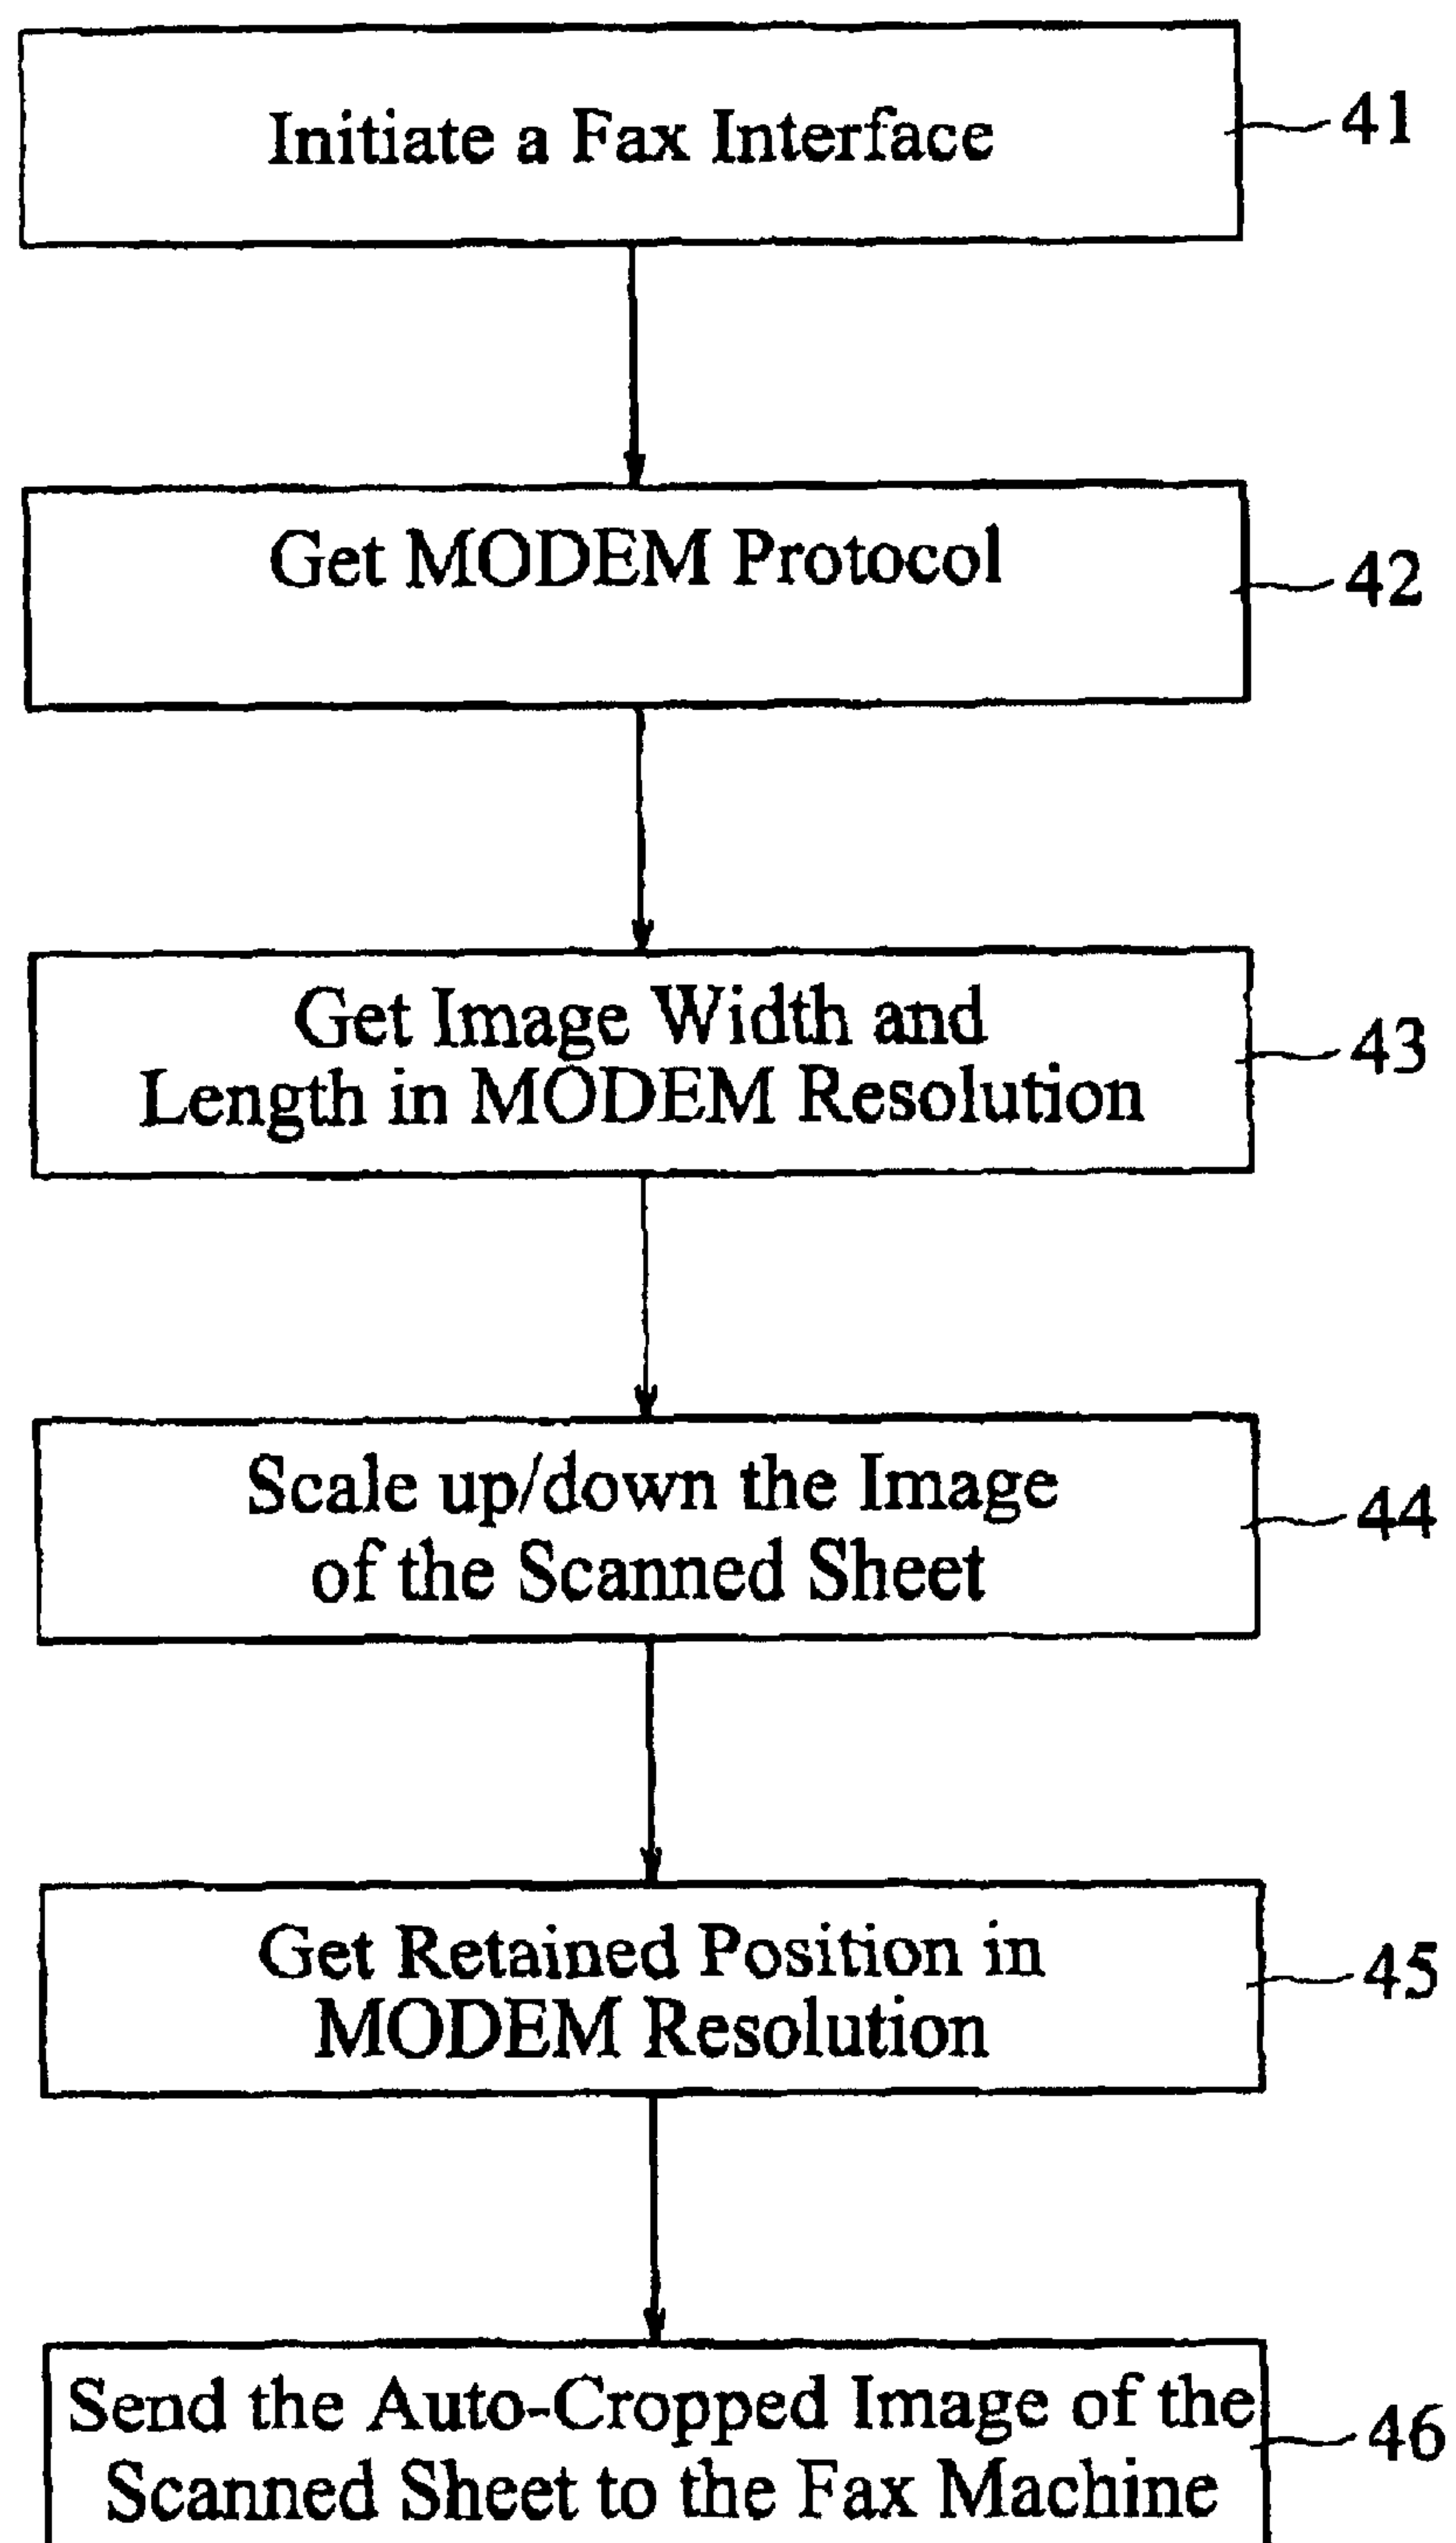 Initiate a Fax Interface
41
Get MODEM Protocol
42
Get Image Width and
Length in MODEM Resolution
43
Scale up/down the Image
of the Scanned Sheet
44
Get Retained Position in
MODEM Resolution
45
Send the Auto-Cropped Image of the
Scanned Sheet to the Fax Machine
46